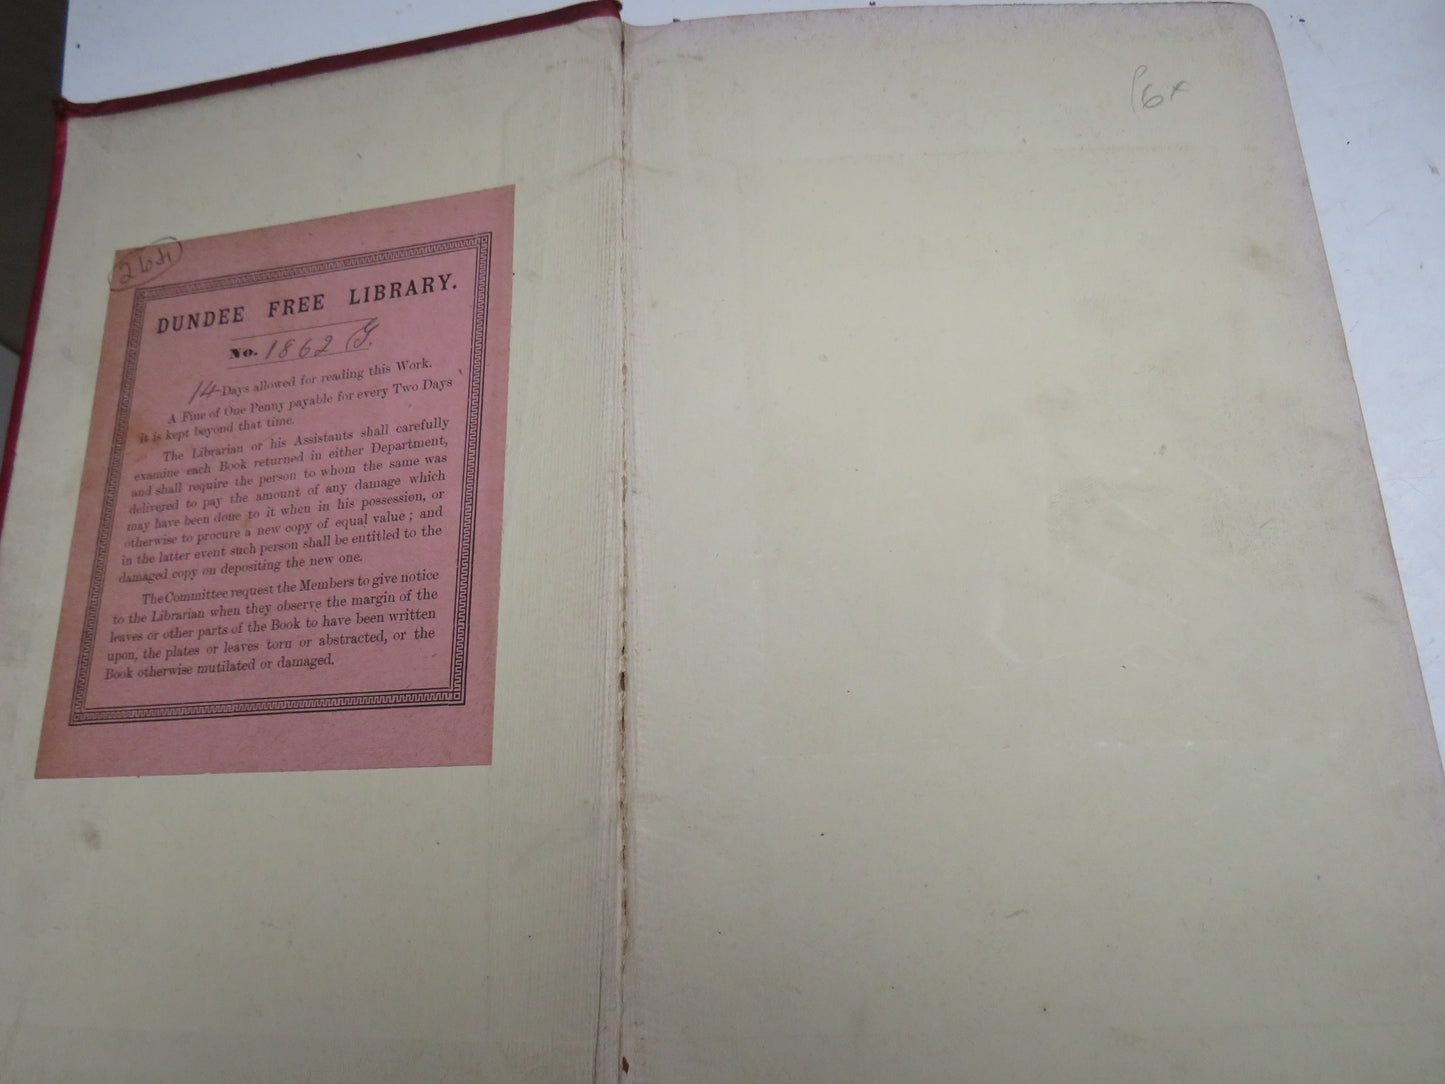 264
DUNDEE FREE LIBRARY.
No. 1862 G.
14 Days allowed for reading this Work.
A Fine of One Penny payable for every Two Days
it is kept beyond that time.
The Librarian or his Assistants shall carefully
examine each Book returned in either Department,
and shall require the person to whom the same was
delivered to pay the amount of any damage which
may have been done to it when in his possession, or
otherwise to procure a new copy of equal value; and
in the latter event such person shall be entitled to the
damaged copy on depositing the new one.
The Committee request the Members to give notice
to the Librarian when they observe the margin of the
leaves or other parts of the Book to have been written
upon, the plates or leaves torn or abstracted, or the
Book otherwise mutilated or damaged.